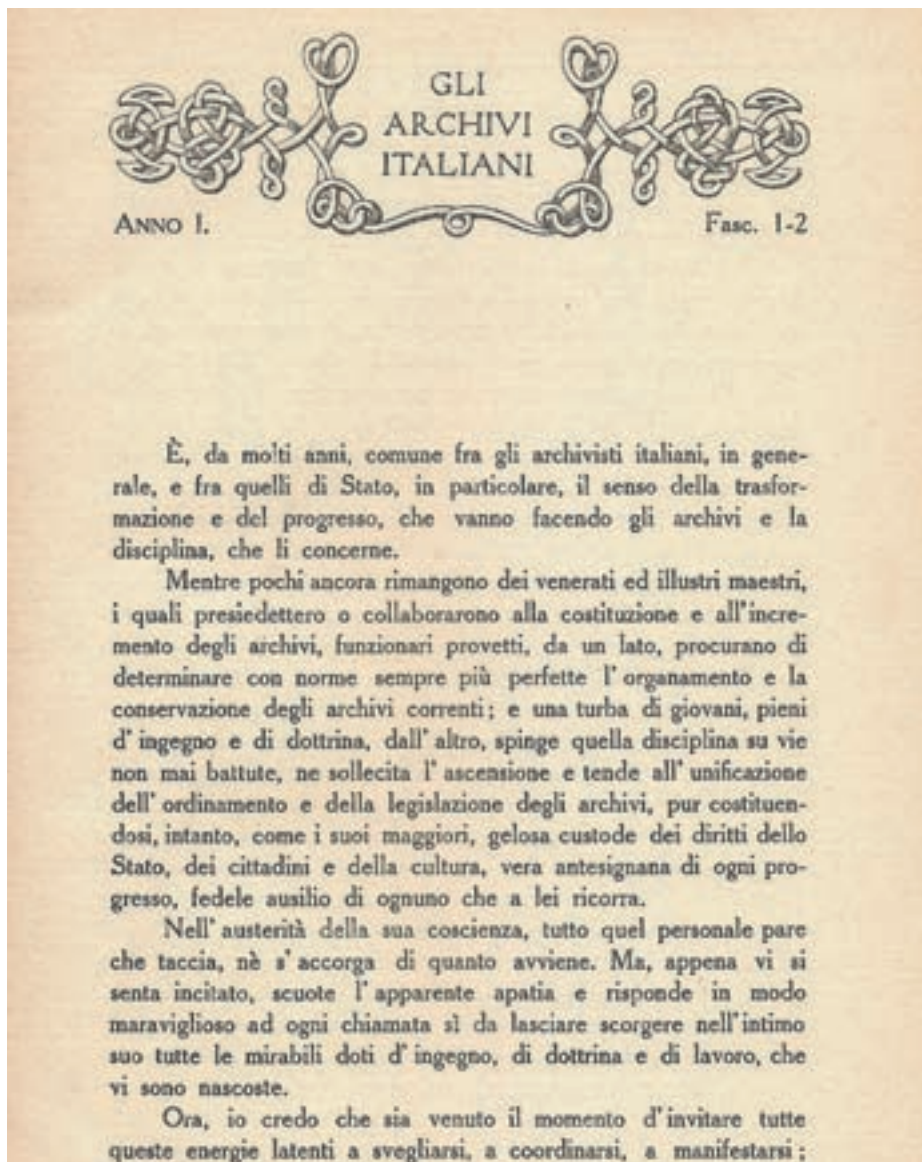 GLI
ARCHIVI
ITALIANI
ANNO I.
Fasc. 1-2
È, da molti anni, comune fra gli archivisti italiani, in gene-
rale, e fra quelli di Stato, in particolare, il senso della trasfor-
mazione e del progresso, che vanno facendo gli archivi e la
disciplina, che li concerne.
Mentre pochi ancora rimangono dei venerati ed illustri maestri,
i quali presiedettero o collaborarono alla costituzione e all'incre-
mento degli archivi, funzionari provetti, da un lato, procurano di
determinare con norme sempre più perfette l'organamento e la
conservazione degli archivi correnti; e una turba di giovani, pieni
d'ingegno e di dottrina, dall'altro, spinge quella disciplina su vie
non mai battute, ne sollecita l'ascensione e tende all'unificazione
dell'ordinamento e della legislazione degli archivi, pur costituen-
dosi, intanto, come i suoi maggiori, gelosa custode dei diritti dello
Stato, dei cittadini e della cultura, vera antesignana di ogni pro-
gresso, fedele ausilio di ognuno che a lei ricorra.
Nell'austerità della sua coscienza, tutto quel personale pare
che taccia, nè s'accorga di quanto avviene. Ma, appena vi si
senta incitato, scuote l'apparente apatia e risponde in modo
maraviglioso ad ogni chiamata sì da lasciare scorgere nell'intimo
suo tutte le mirabili doti d'ingegno, di dottrina e di lavoro, che
vi sono nascoste.
Ora, io credo che sia venuto il momento d'invitare tutte
queste energie latenti a svegliarsi, a coordinarsi, a manifestarsi;